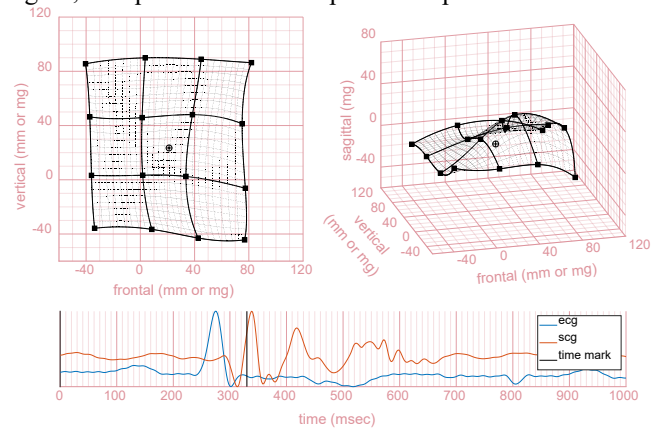 120
80
40
0
-40
vertical (mm or mg)
-40 0 40 80 120
frontal (mm or mg)
80
40
0
-40
sagittal (mg)
120
80
40
0
-40
vertical
(mm or mg)
-40 0 40 80 120
frontal (mm or mg)
ecg
scg
time mark
0 100 200 300 400 500 600 700 800 900 1000
time (msec)